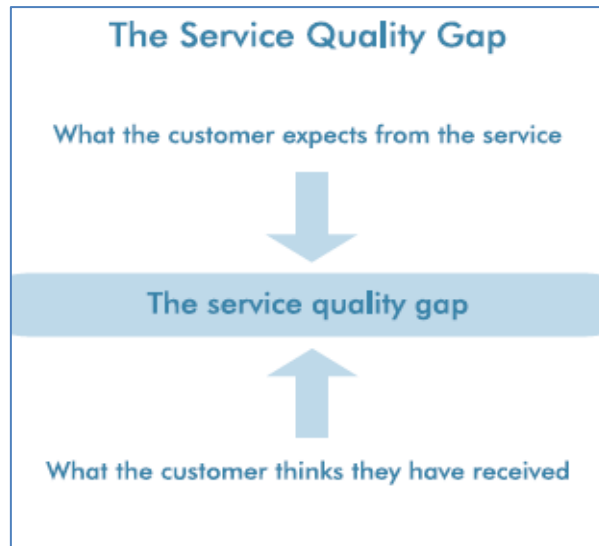 The Service Quality Gap
What the customer expects from the service
The service quality gap
What the customer thinks they have received